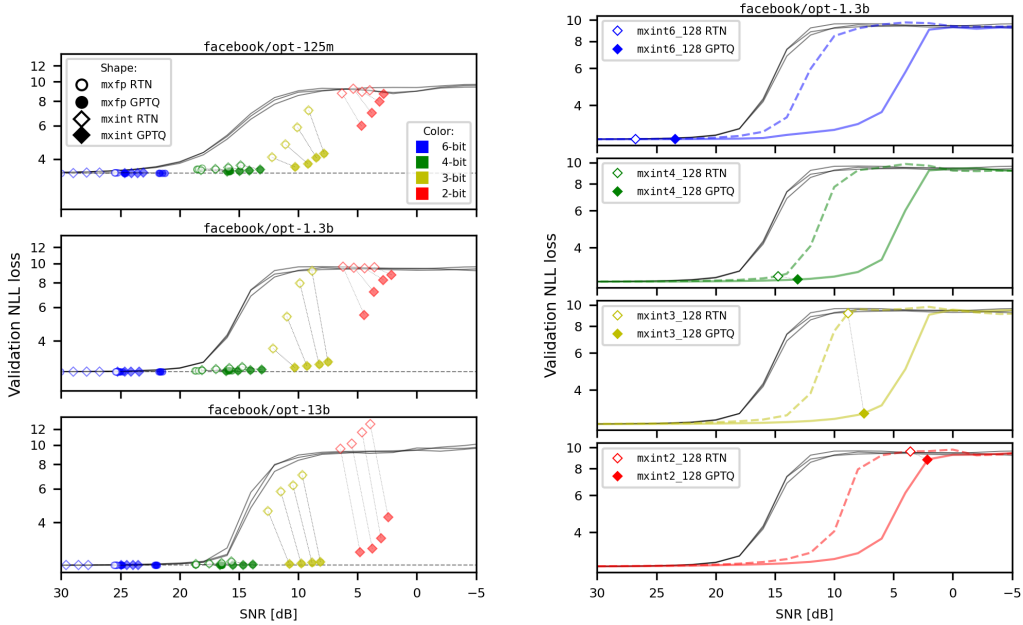 facebook/opt-125m
12
10
8
6
4
Shape:
mxfp RTN
mxfp GPTQ
mxint RTN
mxint GPTQ
Color:
6-bit
4-bit
3-bit
2-bit
facebook/opt-1.3b
12
10
8
6
4
facebook/opt-13b
12
10
8
6
4
30
25
20
15
10
5
0
−5
SNR [dB]
Validation NLL loss
facebook/opt-1.3b
10
8
6
4
mxint6_128 RTN
mxint6_128 GPTQ
10
8
6
4
mxint4_128 RTN
mxint4_128 GPTQ
10
8
6
4
mxint3_128 RTN
mxint3_128 GPTQ
10
8
6
4
mxint2_128 RTN
mxint2_128 GPTQ
30
25
20
15
10
5
0
−5
SNR [dB]
Validation NLL loss